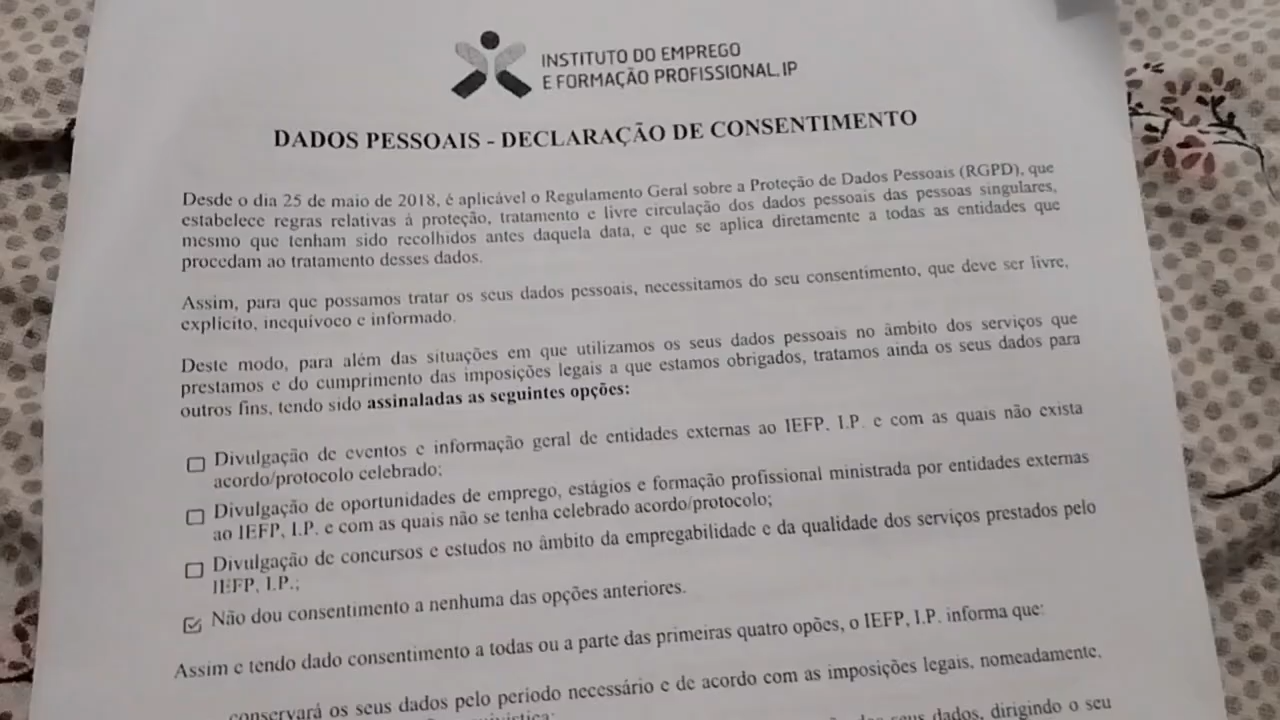 INSTITUTO DO EMPREGO
E FORMAÇÃO PROFISSIONAL, IP
DADOS PESSOAIS - DECLARAÇÃO DE CONSENTIMENTO
Desde o dia 25 de maio de 2018, é aplicável o Regulamento Geral sobre a Proteção de Dados Pessoais (RGPD), que
estabelece regras relativas à proteção, tratamento e livre circulação dos dados pessoais das pessoas singulares,
mesmo que tenham sido recolhidos antes daquela data, e que se aplica diretamente a todas as entidades que
procedam ao tratamento desses dados.
Assim, para que possamos tratar os seus dados pessoais, necessitamos do seu consentimento, que deve ser livre,
explícito, inequívoco e informado.
Deste modo, para além das situações em que utilizamos os seus dados pessoais no âmbito dos serviços que
prestamos e do cumprimento das imposições legais a que estamos obrigados, tratamos ainda os seus dados para
outros fins, tendo sido assinaladas as seguintes opções:
Divulgação de eventos e informação geral de entidades externas ao IEFP, I.P. e com as quais não exista
acordo/protocolo celebrado;
Divulgação de oportunidades de emprego, estágios e formação profissional ministrada por entidades externas
ao IEFP, I.P. e com as quais não se tenha celebrado acordo/protocolo;
Divulgação de concursos e estudos no âmbito da empregabilidade e da qualidade dos serviços prestados pelo
IEFP, I.P.;
Não dou consentimento a nenhuma das opções anteriores.
Assim e tendo dado consentimento a todas ou a parte das primeiras quatro opões, o IEFP, I.P. informa que:
conservará os seus dados pelo período necessário e de acordo com as imposições legais, nomeadamente,
seus dados, dirigindo o seu